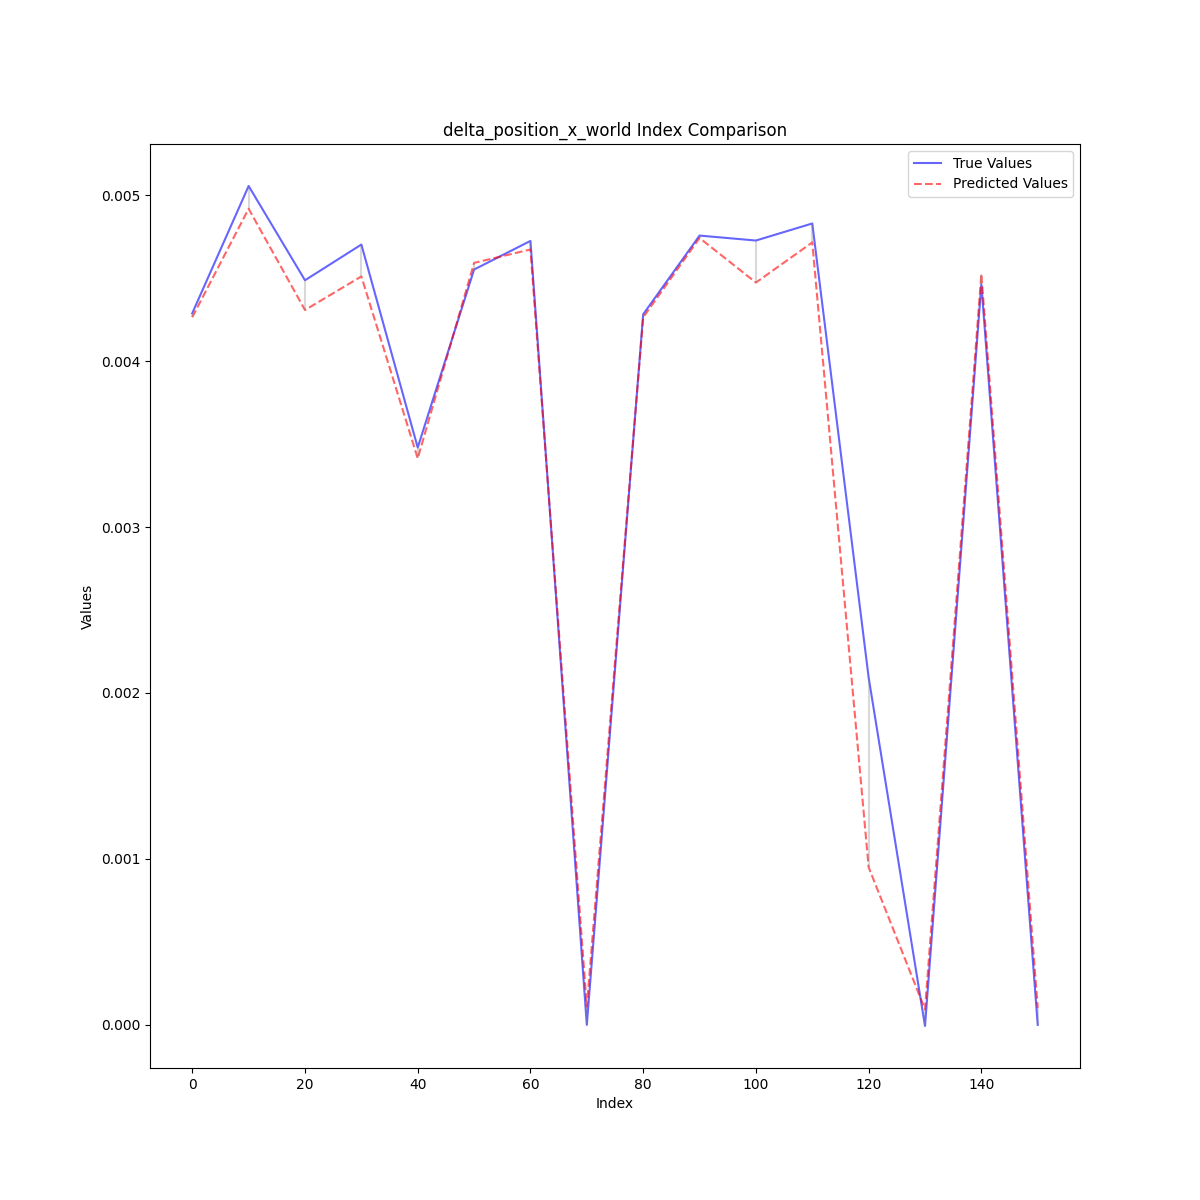 delta_position_x_world Index Comparison
True Values
Predicted Values
0.005
0.004
0.003
0.002
0.001
0.000
Values
0 20 40 60 80 100 120 140
Index